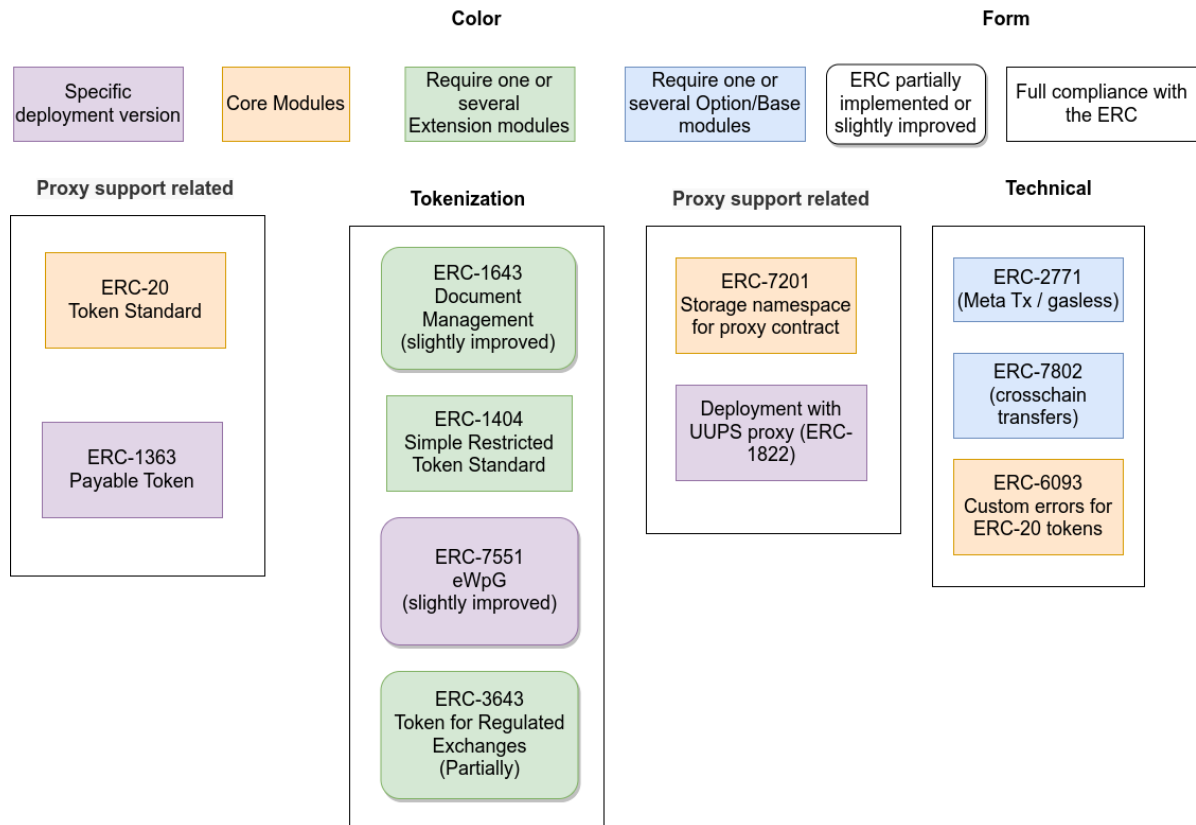 Color
Form
Specific
deployment version
Core Modules
Require one or
several
Extension modules
Require one or
several Option/Base
modules
ERC partially
implemented or
slightly improved
Full compliance with
the ERC
Proxy support related
ERC-20
Token Standard
ERC-1363
Payable Token
Tokenization
ERC-1643
Document
Management
(slightly improved)
ERC-1404
Simple Restricted
Token Standard
ERC-7551
eWpG
(slightly improved)
ERC-3643
Token for Regulated
Exchanges
(Partially)
Proxy support related
ERC-7201
Storage namespace
for proxy contract
Deployment with
UUPS proxy (ERC-
1822)
Technical
ERC-2771
(Meta Tx / gasless)
ERC-7802
(crosschain
transfers)
ERC-6093
Custom errors for
ERC-20 tokens